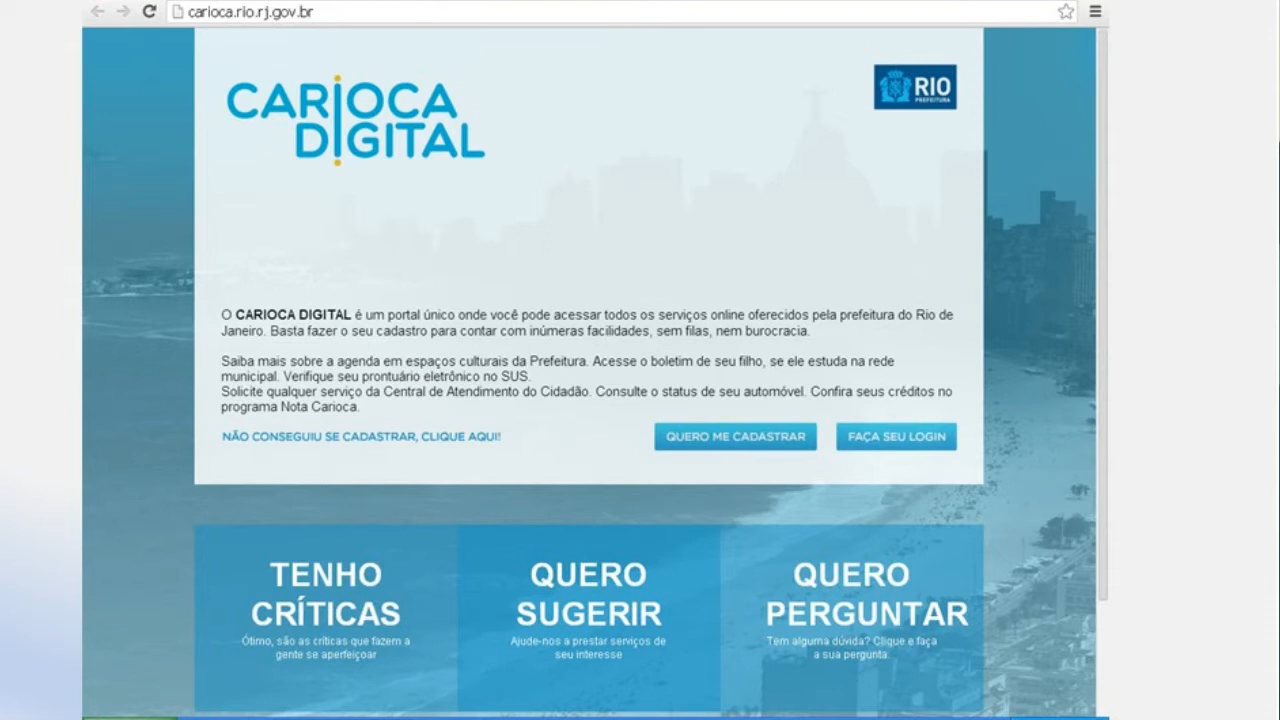 carioca.rio.rj.gov.br
CARIOCA
DIGITAL
RIO
PREFEITURA
O CARIOCA DIGITAL é um portal único onde você pode acessar todos os serviços online oferecidos pela prefeitura do Rio de
Janeiro. Basta fazer o seu cadastro para contar com inúmeras facilidades, sem filas, nem burocracia.
Saiba mais sobre a agenda em espaços culturais da Prefeitura. Acesse o boletim de seu filho, se ele estuda na rede
municipal. Verifique seu prontuário eletrônico no SUS.
Solicite qualquer serviço da Central de Atendimento do Cidadão. Consulte o status de seu automóvel. Confira seus créditos no
programa Nota Carioca.
NÃO CONSEGUIU SE CADASTRAR, CLIQUE AQUI!
QUERO ME CADASTRAR
FAÇA SEU LOGIN
TENHO
CRÍTICAS
Ótimo, são as críticas que fazem a
gente se aperfeiçoar
QUERO
SUGERIR
Ajude-nos a prestar serviços de
seu interesse
QUERO
PERGUNTAR
Tem alguma dúvida? Clique e faça
a sua pergunta.